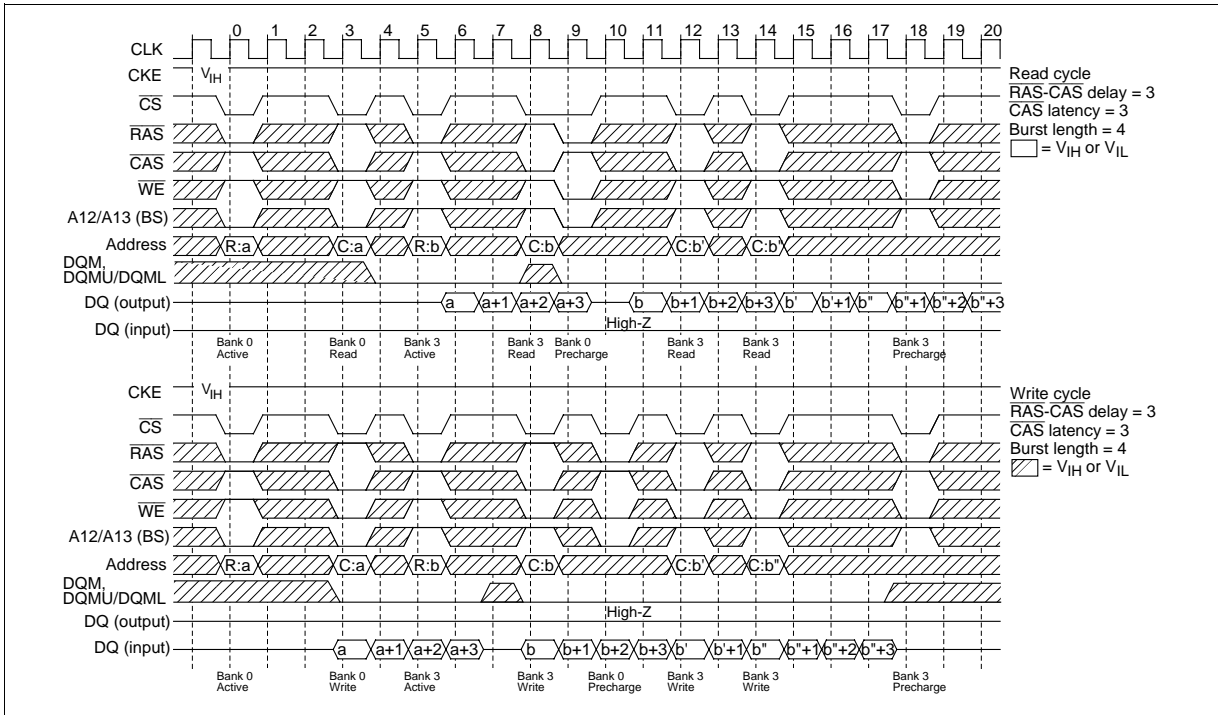 0 1 2 3 4 5 6 7 8 9 10 11 12 13 14 15 16 17 18 19 20
CLK
CKE VIH
CS
RAS
CAS
WE
A12/A13 (BS)
Address R:a C:a R:b C:b C:b' C:b"
DQM,
DQMU/DQML
DQ (output) a a+1 a+2 a+3 b b+1 b+2 b+3 b' b'+1 b" b"+1 b"+2 b"+3
DQ (input) High-Z
Bank 0 Active
Bank 0 Read
Bank 3 Active
Bank 3 Read
Bank 0 Precharge
Bank 3 Read
Bank 3 Read
Bank 3 Precharge
Read cycle
RAS-CAS delay = 3
CAS latency = 3
Burst length = 4
= VIH or VIL
CKE VIH
CS
RAS
CAS
WE
A12/A13 (BS)
Address R:a C:a R:b C:b C:b' C:b"
DQM,
DQMU/DQML
DQ (output) High-Z
DQ (input) a a+1 a+2 a+3 b b+1 b+2 b+3 b' b'+1 b" b"+1 b"+2 b"+3
Bank 0 Active
Bank 0 Write
Bank 3 Active
Bank 3 Write
Bank 0 Precharge
Bank 3 Write
Bank 3 Write
Bank 3 Precharge
Write cycle
RAS-CAS delay = 3
CAS latency = 3
Burst length = 4
= VIH or VIL